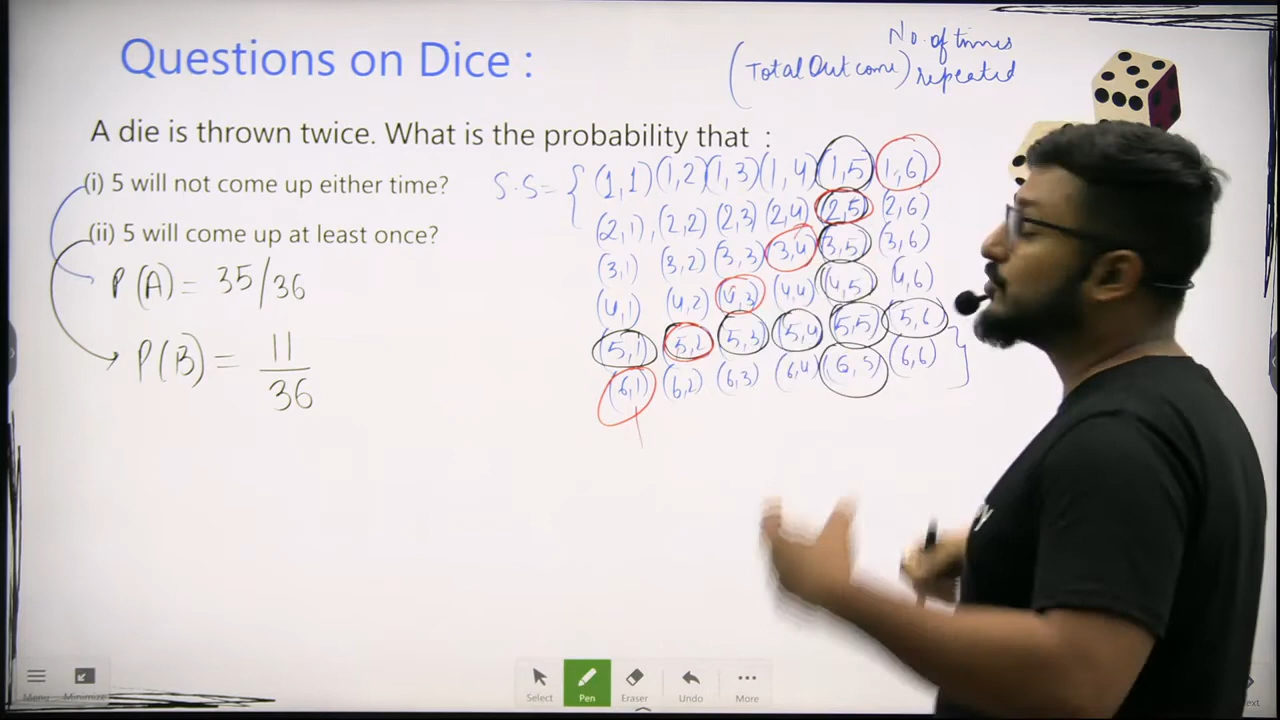 Questions on Dice :
(Total Outcome) No. of times repeated
A die is thrown twice. What is the probability that :
(i) 5 will not come up either time?
(ii) 5 will come up at least once?
P(A) = 35/36
P(B) = 11/36
S.S = { (1,1) (1,2) (1,3) (1,4) (1,5) (1,6)
(2,1), (2,2) (2,3) (2,4) (2,5) (2,6)
(3,1) (3,2) (3,3) (3,4) (3,5) (3,6)
(4,1) (4,2) (4,3) (4,4) (4,5) (4,6)
(5,1) (5,2) (5,3) (5,4) (5,5) (5,6)
(6,1) (6,2) (6,3) (6,4) (6,5) (6,6) }
Menu
Minimize
Select
Pen
Eraser
Undo
More